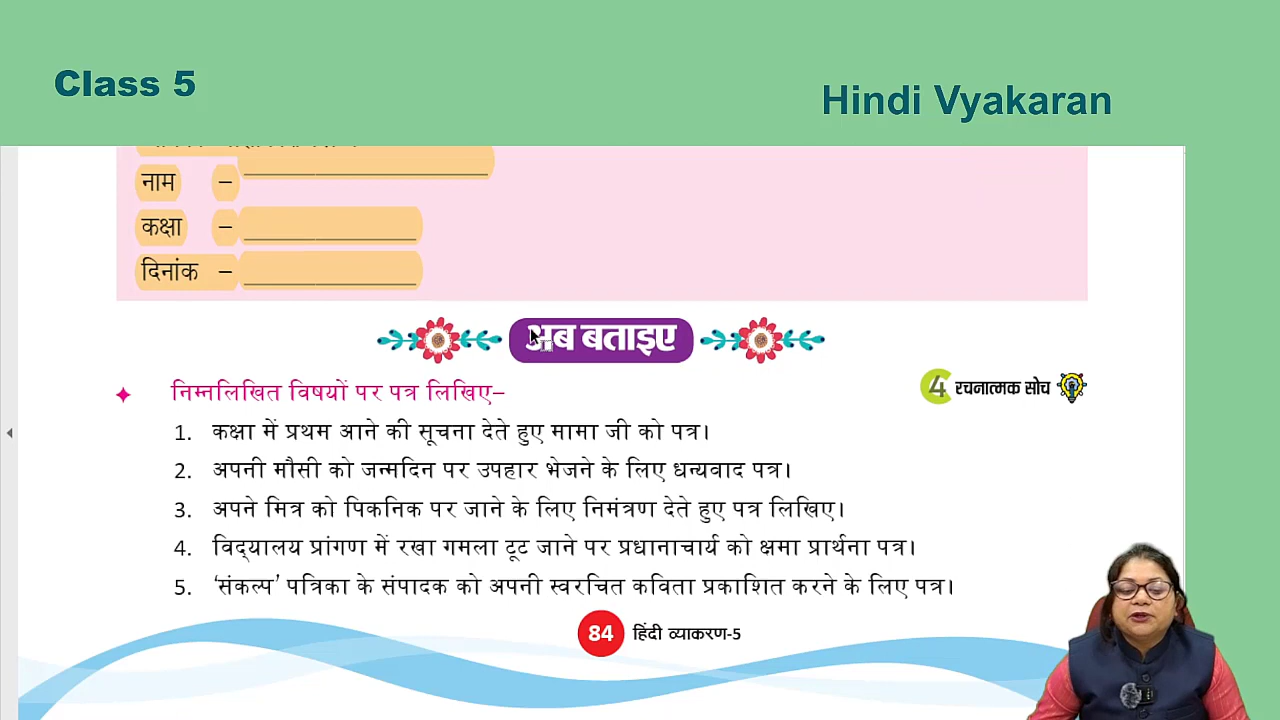 Class 5
Hindi Vyakaran
नाम –
कक्षा –
दिनांक –
अब बताइए
निम्नलिखित विषयों पर पत्र लिखिए–
4 रचनात्मक सोच
1. कक्षा में प्रथम आने की सूचना देते हुए मामा जी को पत्र।
2. अपनी मौसी को जन्मदिन पर उपहार भेजने के लिए धन्यवाद पत्र।
3. अपने मित्र को पिकनिक पर जाने के लिए निमंत्रण देते हुए पत्र लिखिए।
4. विद्‌यालय प्रांगण में रखा गमला टूट जाने पर प्रधानाचार्य को क्षमा प्रार्थना पत्र।
5. ‘संकल्प’ पत्रिका के संपादक को अपनी स्वरचित कविता प्रकाशित करने के लिए पत्र।
84 हिंदी व्याकरण-5